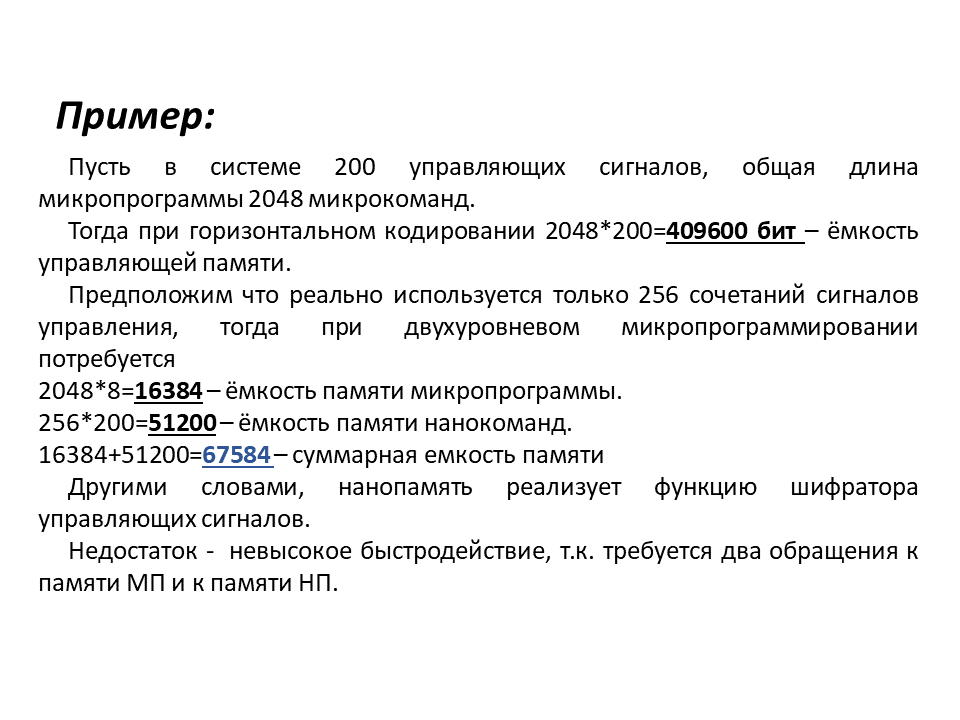 Пример:
Пусть в системе 200 управляющих сигналов, общая длина
микропрограммы 2048 микрокоманд.
Тогда при горизонтальном кодировании 2048*200=409600 бит – ёмкость
управляющей памяти.
Предположим что реально используется только 256 сочетаний сигналов
управления, тогда при двухуровневом микропрограммировании
потребуется
2048*8=16384 – ёмкость памяти микропрограммы.
256*200=51200 – ёмкость памяти нанокоманд.
16384+51200=67584 – суммарная емкость памяти
Другими словами, нанопамять реализует функцию шифратора
управляющих сигналов.
Недостаток - невысокое быстродействие, т.к. требуется два обращения к
памяти МП и к памяти НП.